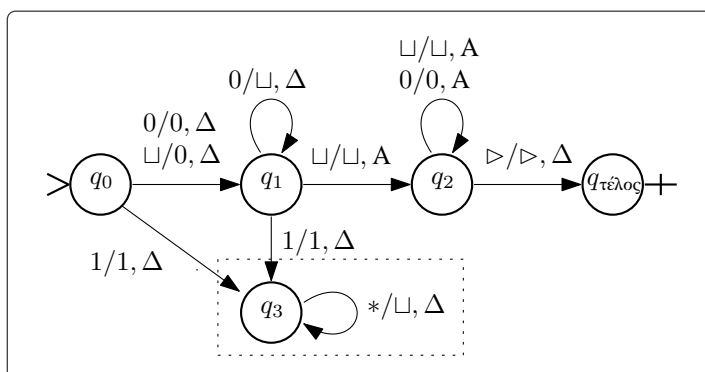 ⊔/⊔, A
0/⊔, Δ
0/0, A
0/0, Δ
⊔/0, Δ
⊔/⊔, A
▷/▷, Δ
q0
q1
q2
qτέλος
1/1, Δ
1/1, Δ
q3
*/⊔, Δ